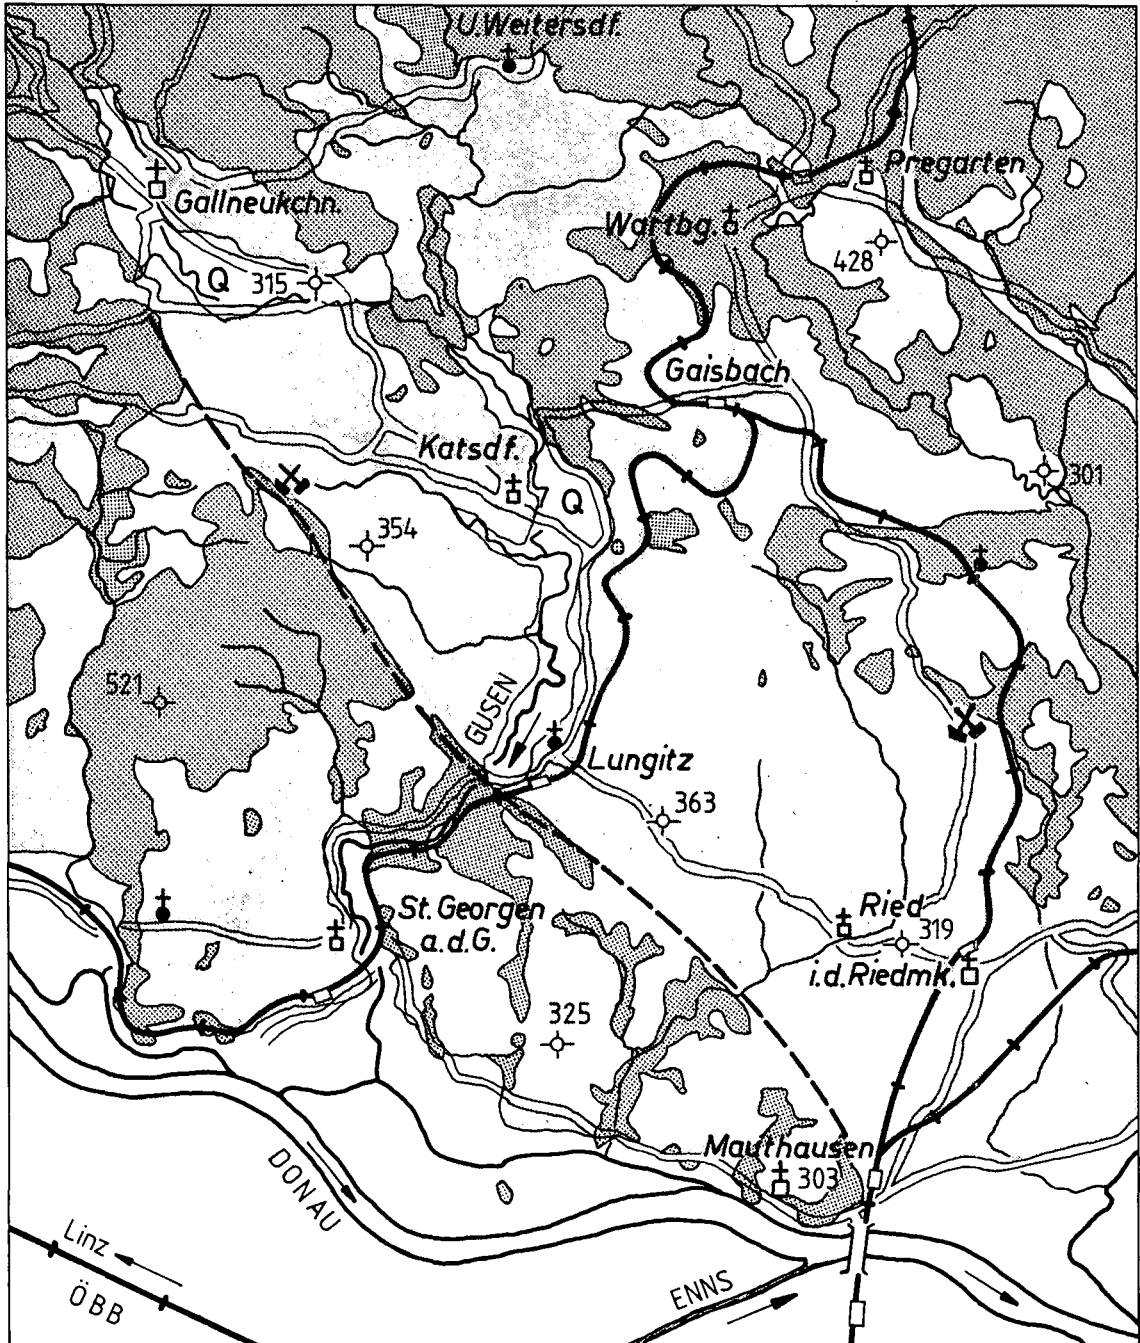 U.Weitersdf.
Pregarten
Gallneukchn.
Wartbg.
428
Q 315
Gaisbach
Katsdf.
301
Q
354
521
GUSEN
Lungitz
363
Ried
319
i.d.Riedmk.
St. Georgen
a.d.G.
325
Mauthausen
303
DONAU
Linz
ÖBB
ENNS